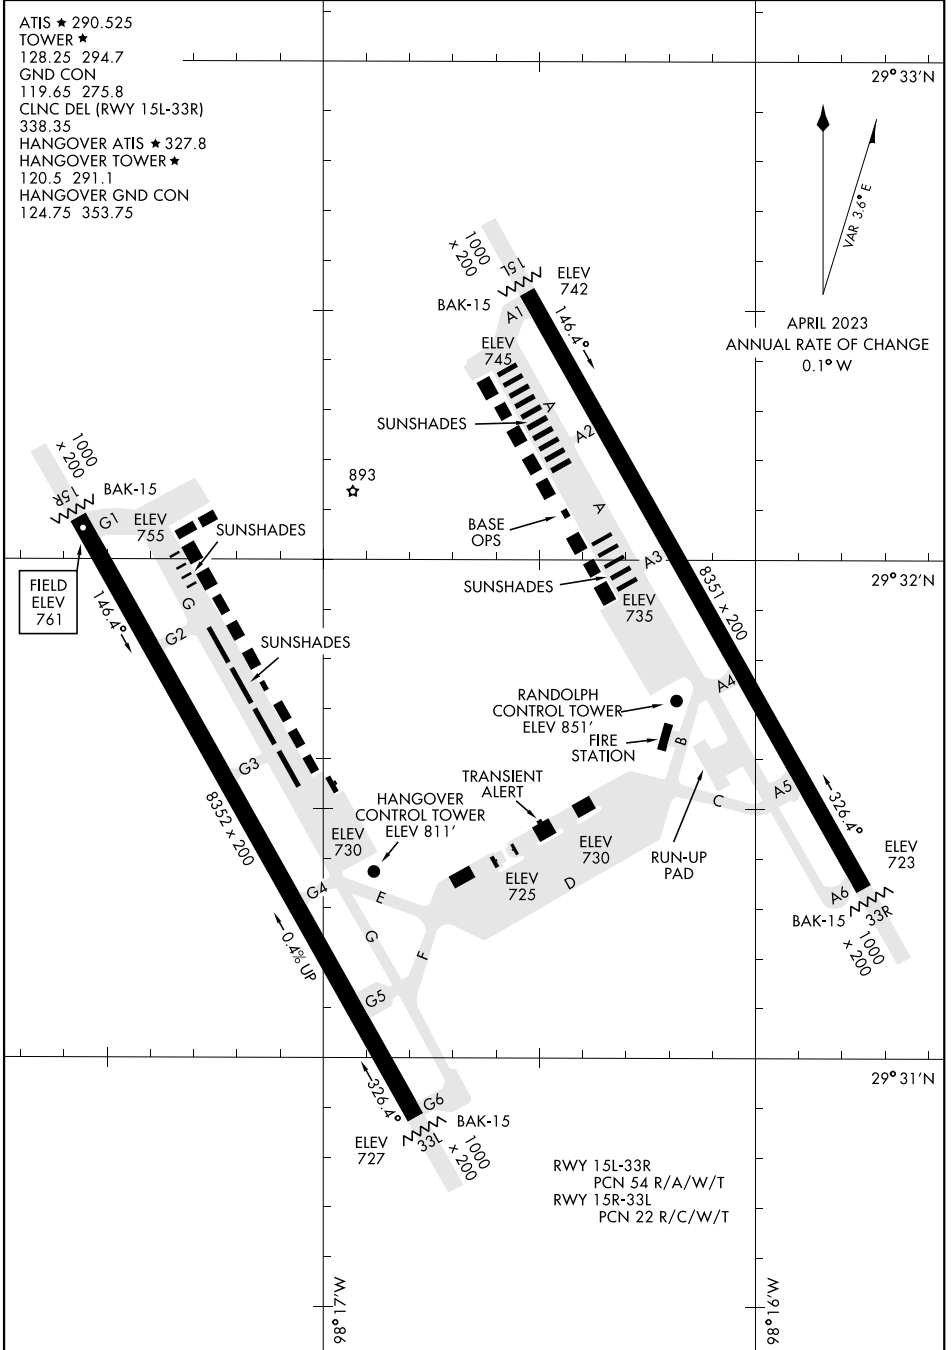 ATIS ★ 290.525
TOWER ★
128.25 294.7
GND CON
119.65 275.8
CLNC DEL (RWY 15L-33R)
338.35
HANGOVER ATIS ★ 327.8
HANGOVER TOWER ★
120.5 291.1
HANGOVER GND CON
124.75 353.75
29°33'N
VAR 3.6° E
APRIL 2023
ANNUAL RATE OF CHANGE
0.1° W
1000
x 200
15L
ELEV
742
BAK-15
A1
146.4°
ELEV
745
SUNSHADES
A
A2
893
1000
x 200
15R
BAK-15
G1
ELEV
755
SUNSHADES
BASE
OPS
A
A3
29°32'N
FIELD
ELEV
761
SUNSHADES
ELEV
735
8351 x 200
146.4°
G
G2
SUNSHADES
A4
RANDOLPH
CONTROL TOWER
ELEV 851'
FIRE
STATION
B
G3
8352 x 200
TRANSIENT
ALERT
HANGOVER
CONTROL TOWER
ELEV 811'
C
A5
326.4°
ELEV
730
ELEV
730
RUN-UP
PAD
ELEV
723
ELEV
725
D
G4
E
A6
BAK-15
33R
1000
x 200
G
F
0.4% UP
G5
29°31'N
326.4°
G6
BAK-15
33L
1000
x 200
ELEV
727
RWY 15L-33R
PCN 54 R/A/W/T
RWY 15R-33L
PCN 22 R/C/W/T
98°17'W
98°16'W